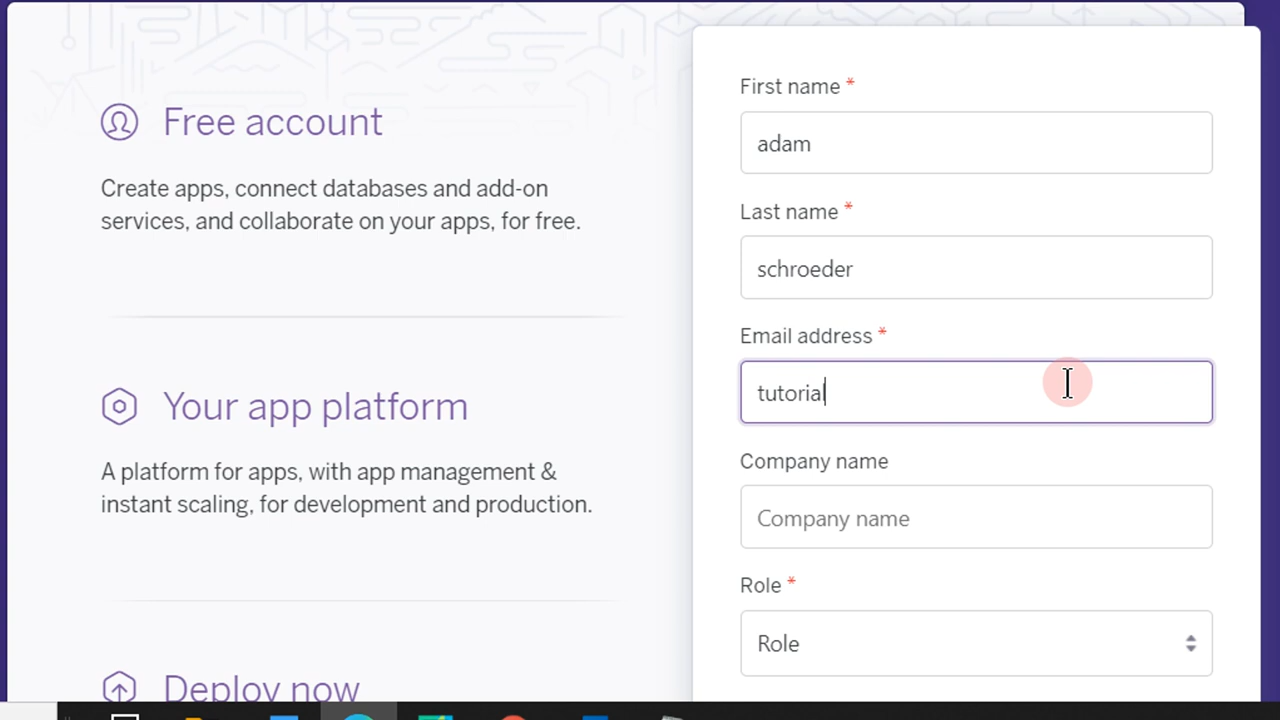 Free account
Create apps, connect databases and add-on
services, and collaborate on your apps, for free.
Your app platform
A platform for apps, with app management &
instant scaling, for development and production.
Deploy now
First name *
adam
Last name *
schroeder
Email address *
tutorial
Company name
Company name
Role *
Role